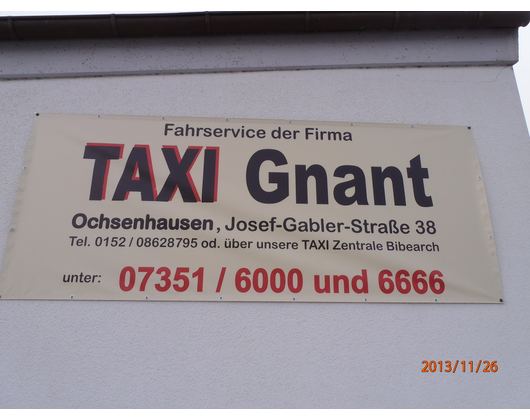 Fahrservice der Firma
TAXI Gnant
Ochsenhausen, Josef-Gabler-Straße 38
Tel. 0152 / 08628795 od. über unsere TAXI Zentrale Bibearch
unter: 07351 / 6000 und 6666
2013/11/26